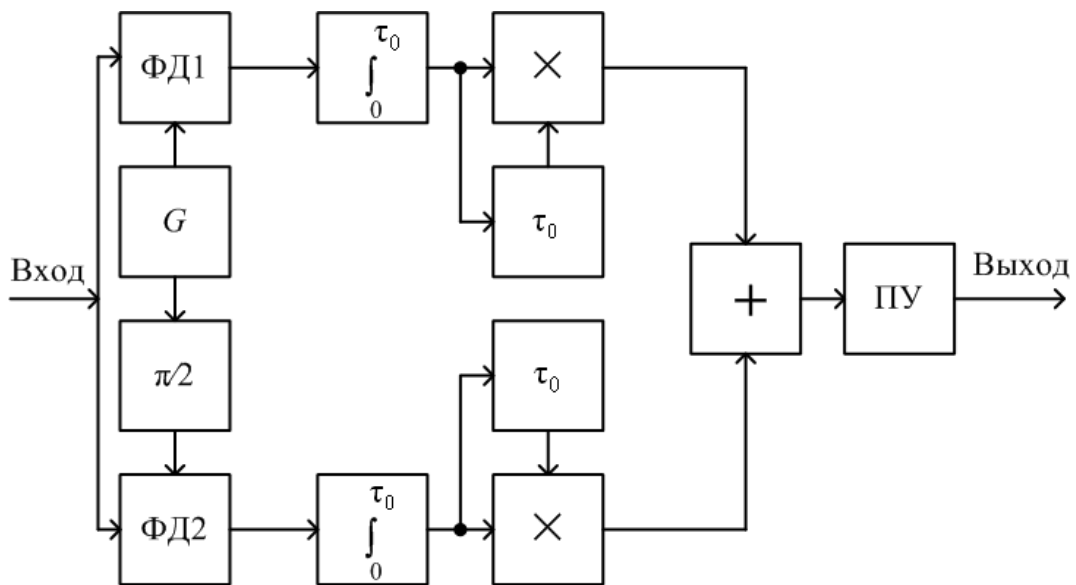 ФД1
τ₀
∫
0
×
G
τ₀
Вход
+
ПУ
Выход
π/2
τ₀
ФД2
τ₀
∫
0
×